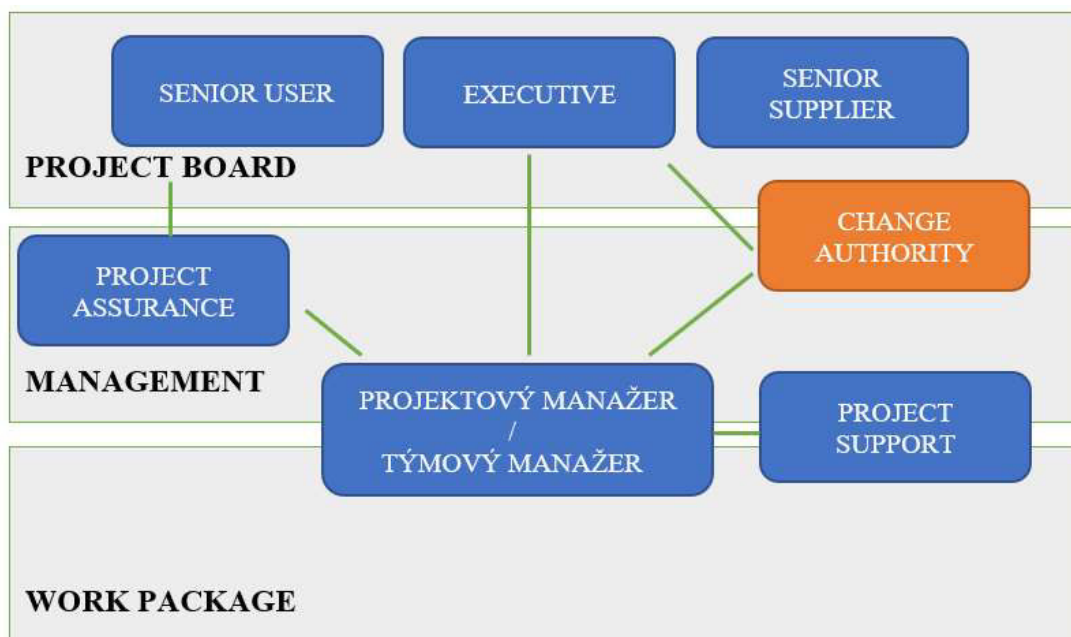 SENIOR USER
EXECUTIVE
SENIOR
SUPPLIER
PROJECT BOARD
CHANGE
AUTHORITY
PROJECT
ASSURANCE
MANAGEMENT
PROJEKTOVÝ MANAŽER
/
TÝMOVÝ MANAŽER
PROJECT
SUPPORT
WORK PACKAGE